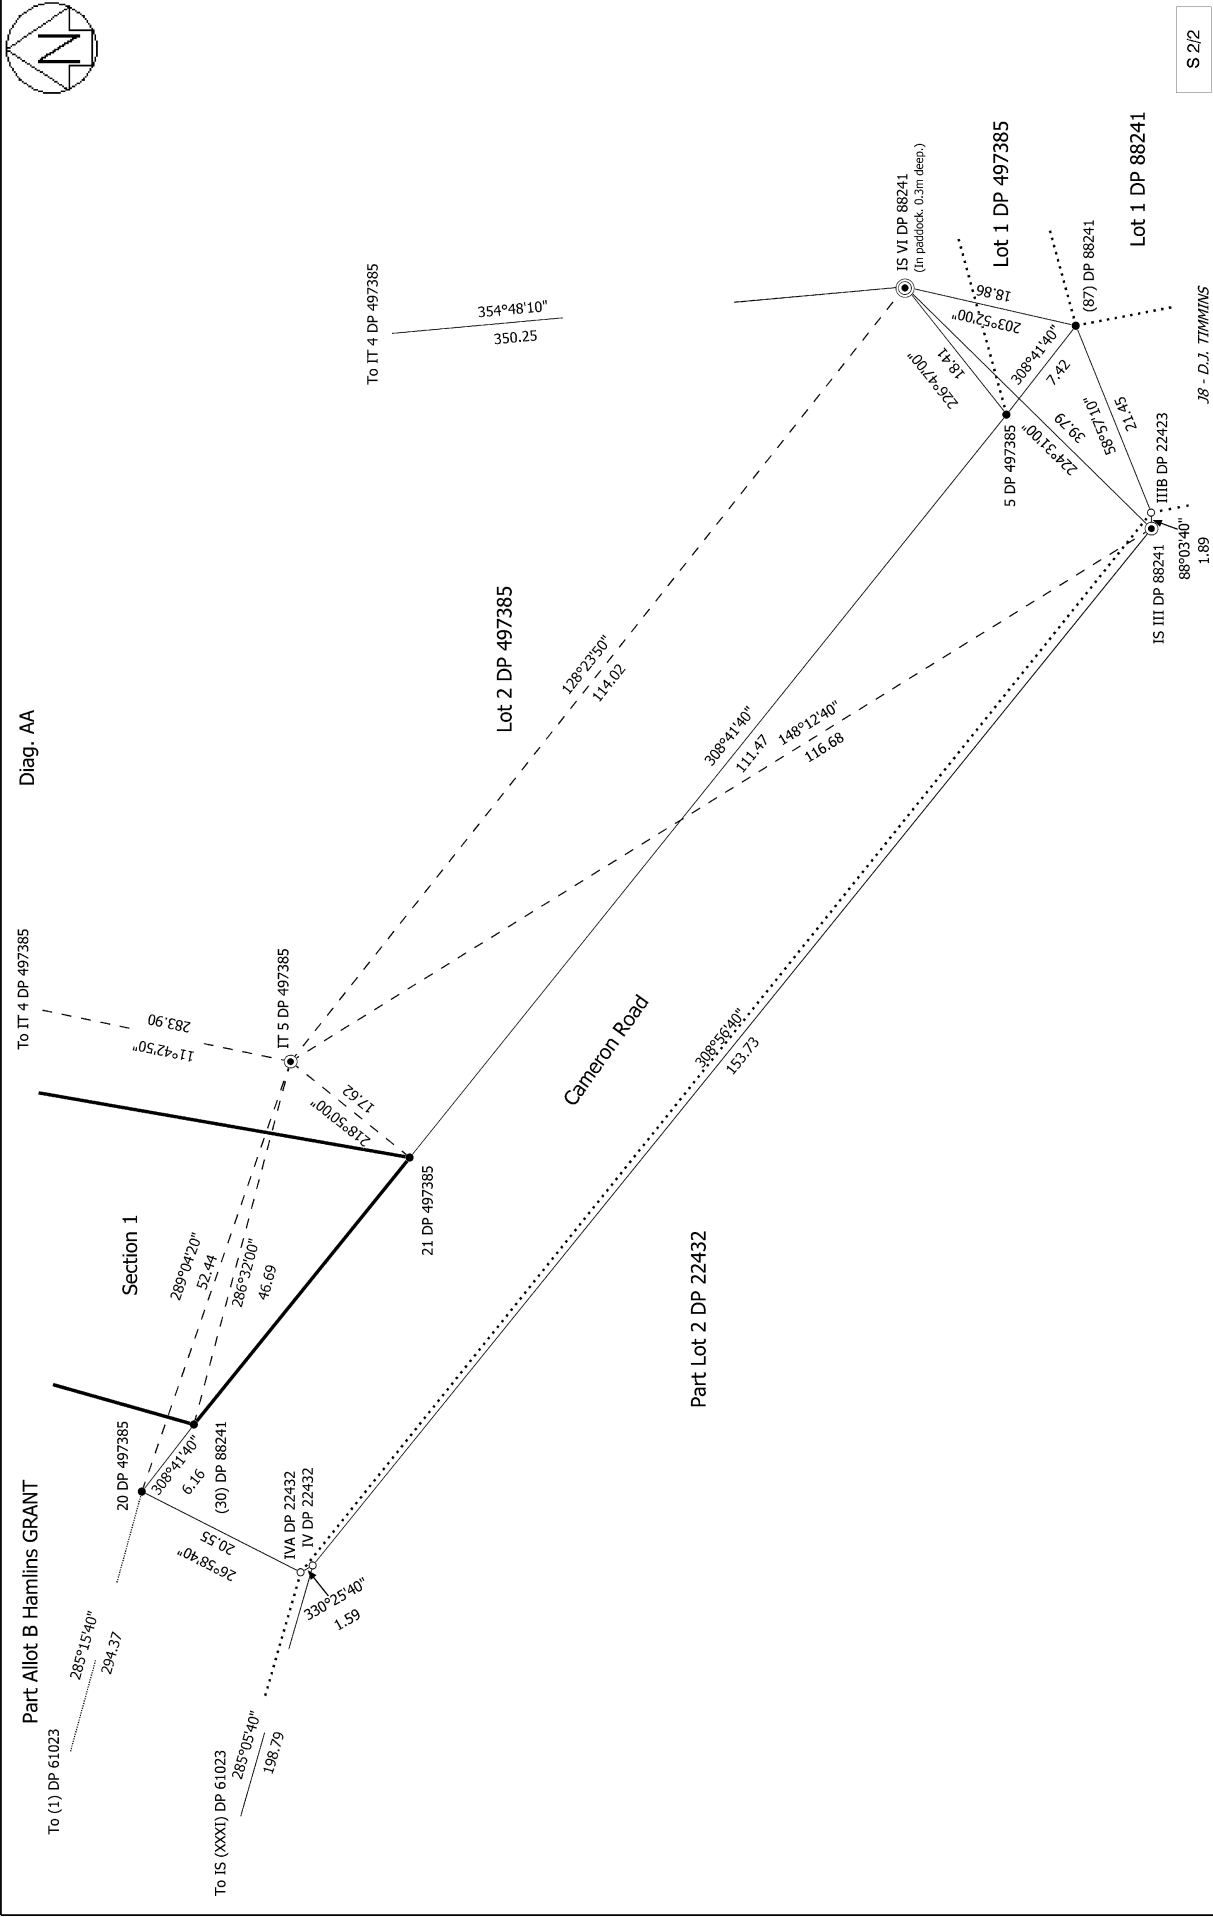 Diag. AA
N
Part Allot B Hamlins GRANT
Section 1
To IT 4 DP 497385
283.90
11°42'50"
IT 5 DP 497385
218°50'00"
17.62
21 DP 497385
289°04'20"
52.44
286°32'00"
46.69
20 DP 497385
308°41'40"
6.16
(30) DP 88241
26°58'40"
20.55
IVA DP 22432
IV DP 22432
330°25'40"
1.59
To (1) DP 61023
285°15'40"
294.37
To IS (XXXI) DP 61023
285°05'40"
198.79
Lot 2 DP 497385
128°23'50"
114.02
308°41'40"
111.47
148°12'40"
116.68
Cameron Road
308°56'40"
153.73
Part Lot 2 DP 22432
To IT 4 DP 497385
354°48'10"
350.25
IS VI DP 88241
(In paddock. 0.3m deep.)
Lot 1 DP 497385
Lot 1 DP 88241
203°52'00"
18.86
226°47'00"
18.41
5 DP 497385
308°41'40"
7.42
(87) DP 88241
224°31'00"
39.79
58°57'10"
21.45
IIIB DP 22423
IS III DP 88241
88°03'40"
1.89
J8 - D.J. TIMMINS
S 2/2